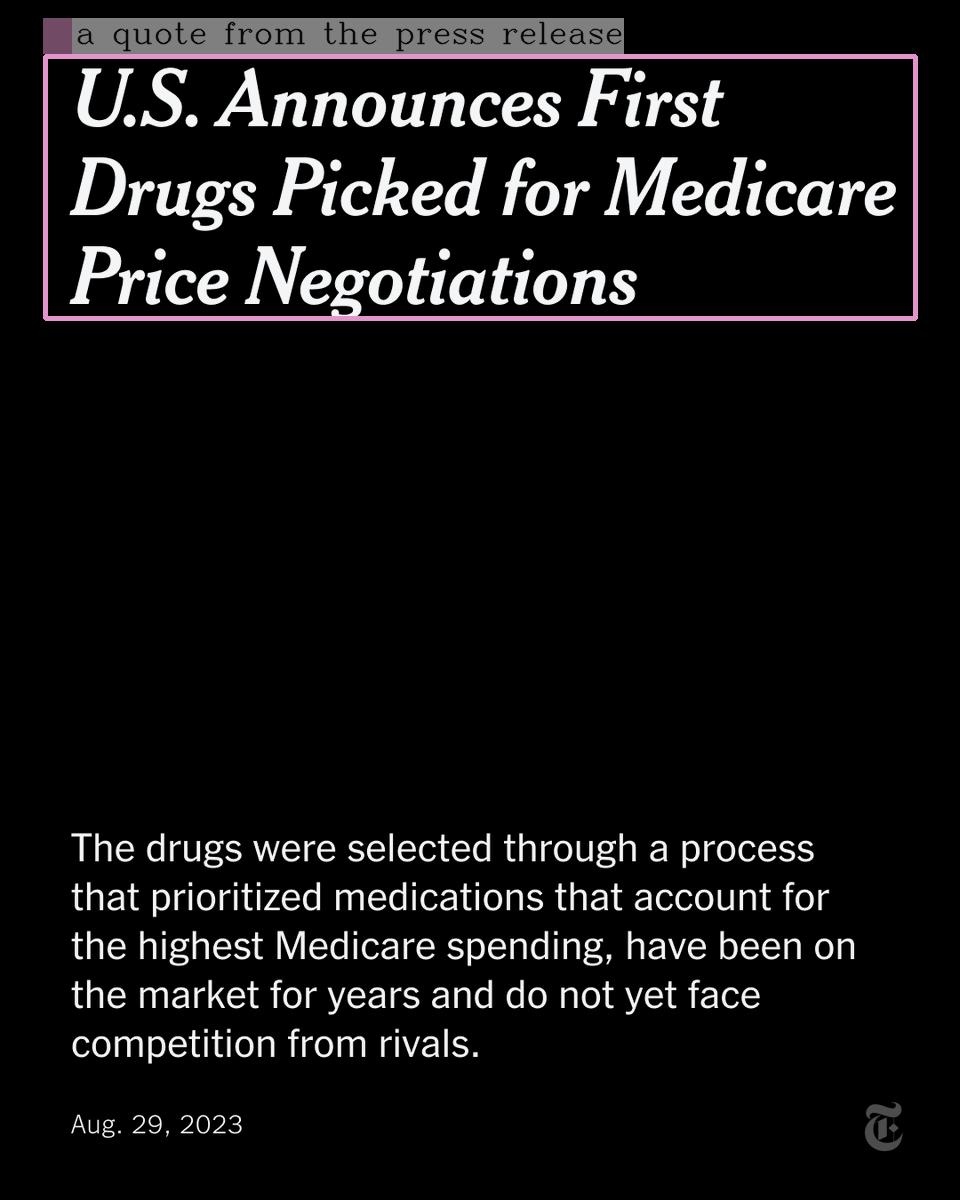 a quote from the press release
U.S. Announces First
Drugs Picked for Medicare
Price Negotiations
The drugs were selected through a process
that prioritized medications that account for
the highest Medicare spending, have been on
the market for years and do not yet face
competition from rivals.
Aug. 29, 2023
T